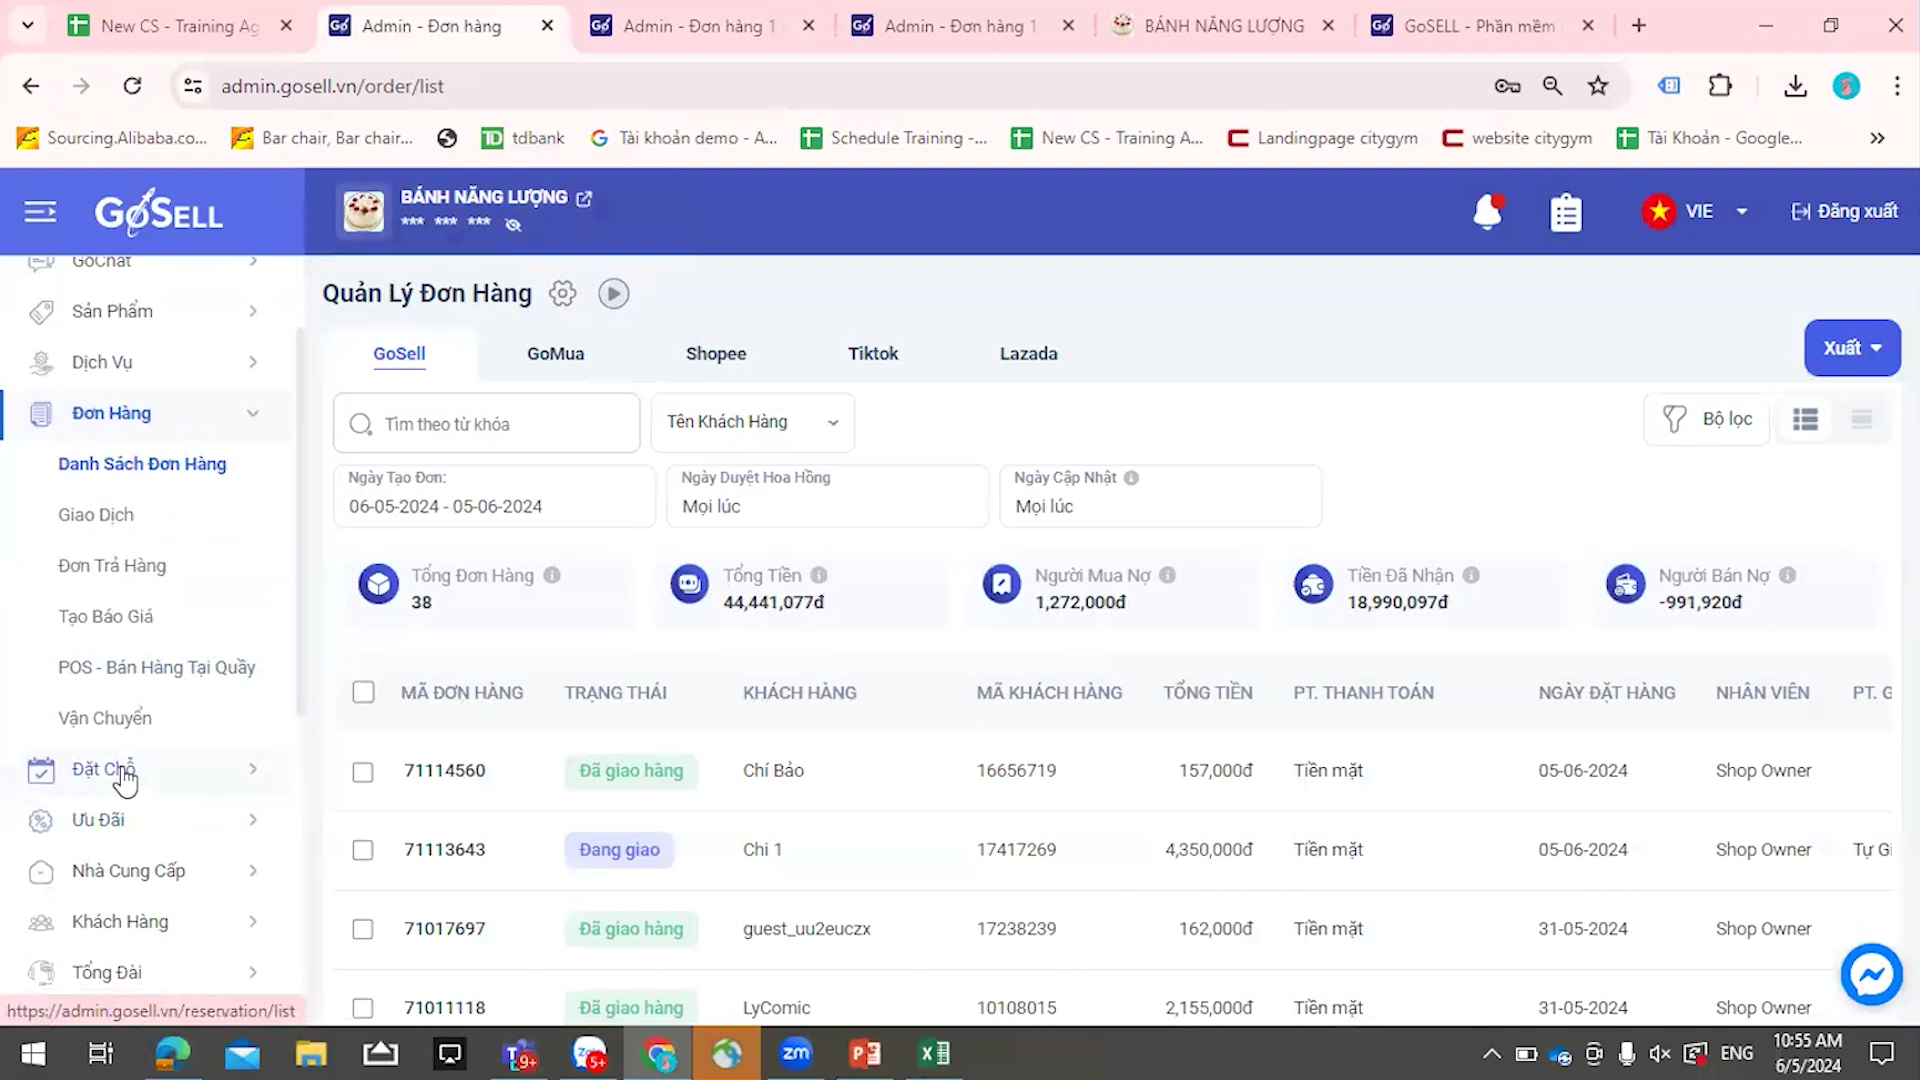 New CS - Training Ag
Admin - Đơn hàng
Admin - Đơn hàng 1
Admin - Đơn hàng 1
BÁNH NĂNG LƯỢNG
GoSELL - Phần mềm
admin.gosell.vn/order/list
Sourcing.Alibaba.co...
Bar chair, Bar chair...
tdbank
Tài khoản demo - A...
Schedule Training -...
New CS - Training A...
Landingpage citygym
website citygym
Tài Khoản - Google...
GoSELL
BÁNH NĂNG LƯỢNG
*** *** ***
VIE
Đăng xuất
GoChat
Sản Phẩm
Dịch Vụ
Đơn Hàng
Danh Sách Đơn Hàng
Giao Dịch
Đơn Trả Hàng
Tạo Báo Giá
POS - Bán Hàng Tại Quầy
Vận Chuyển
Đặt Chỗ
Ưu Đãi
Nhà Cung Cấp
Khách Hàng
Tổng Đài
https://admin.gosell.vn/reservation/list
Quản Lý Đơn Hàng
GoSell
GoMua
Shopee
Tiktok
Lazada
Xuất
Tìm theo từ khóa
Tên Khách Hàng
Bộ lọc
Ngày Tạo Đơn:
06-05-2024 - 05-06-2024
Ngày Duyệt Hoa Hồng
Mọi lúc
Ngày Cập Nhật
Mọi lúc
Tổng Đơn Hàng
38
Tổng Tiền
44,441,077đ
Người Mua Nợ
1,272,000đ
Tiền Đã Nhận
18,990,097đ
Người Bán Nợ
-991,920đ
MÃ ĐƠN HÀNG TRẠNG THÁI KHÁCH HÀNG MÃ KHÁCH HÀNG TỔNG TIỀN PT. THANH TOÁN NGÀY ĐẶT HÀNG NHÂN VIÊN PT. G
71114560 Đã giao hàng Chí Bảo 16656719 157,000đ Tiền mặt 05-06-2024 Shop Owner
71113643 Đang giao Chi 1 17417269 4,350,000đ Tiền mặt 05-06-2024 Shop Owner Tự Gi
71017697 Đã giao hàng guest_uu2euczx 17238239 162,000đ Tiền mặt 31-05-2024 Shop Owner
71011118 Đã giao hàng LyComic 10108015 2,155,000đ Tiền mặt 31-05-2024 Shop Owner
9+
5+
zm
ENG
10:55 AM
6/5/2024